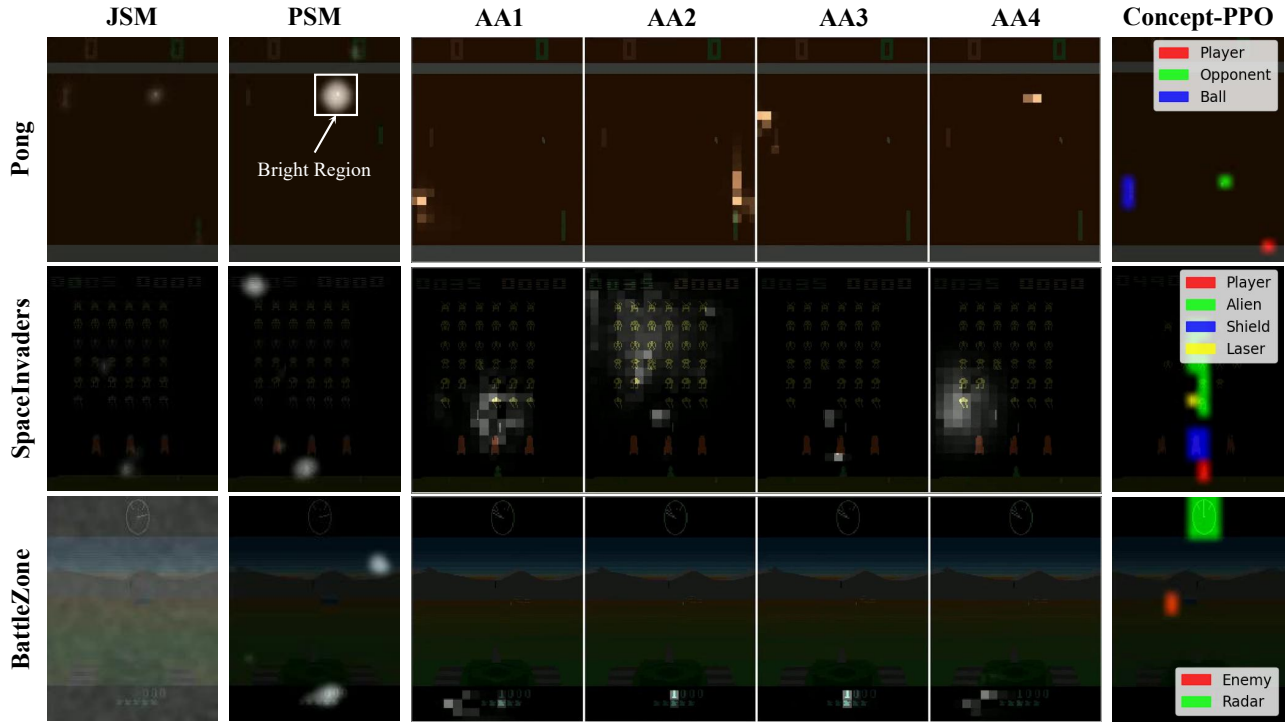 JSM PSM AA1 AA2 AA3 AA4 Concept-PPO
Pong
Bright Region
Player
Opponent
Ball
SpaceInvaders
Player
Alien
Shield
Laser
BattleZone
Enemy
Radar